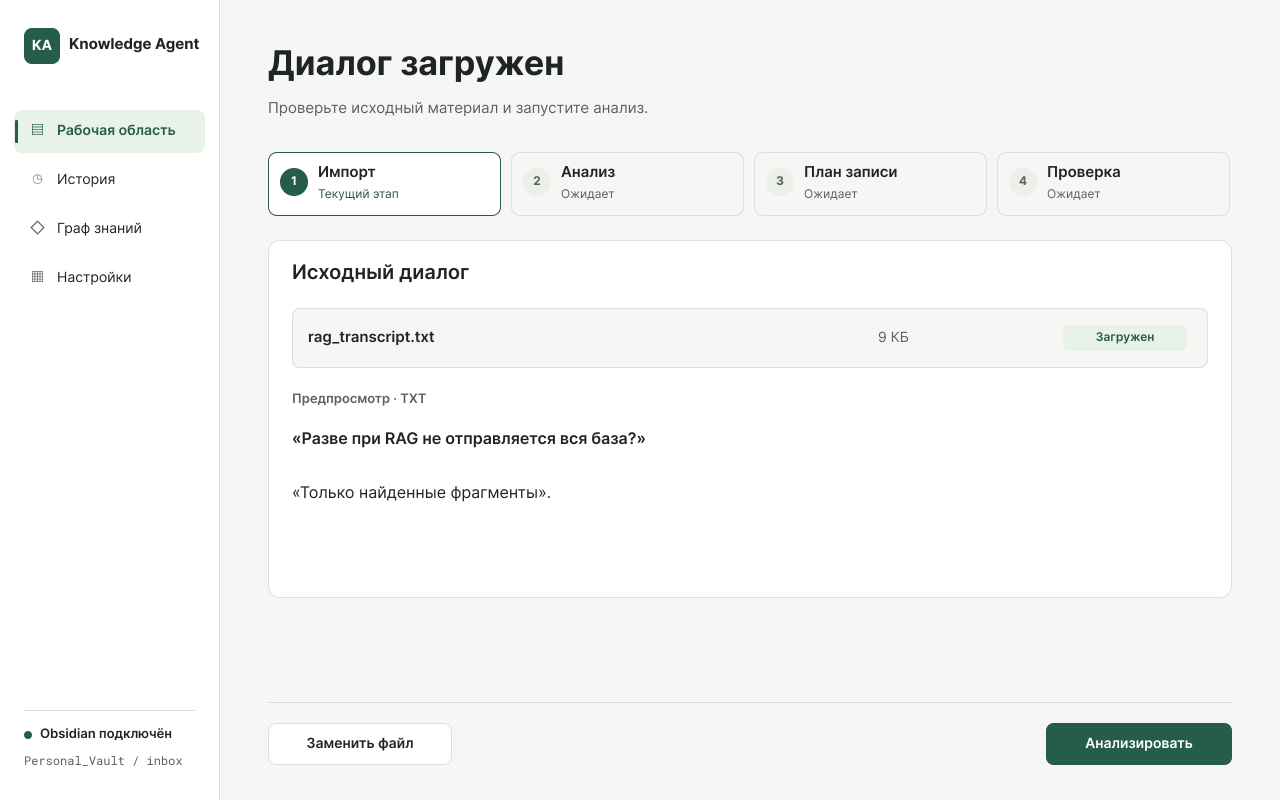 KA
Knowledge Agent
Рабочая область
История
Граф знаний
Настройки
Obsidian подключён
Personal_Vault / inbox
Диалог загружен
Проверьте исходный материал и запустите анализ.
1
Импорт
Текущий этап
2
Анализ
Ожидает
3
План записи
Ожидает
4
Проверка
Ожидает
Исходный диалог
rag_transcript.txt
9 КБ
Загружен
Предпросмотр · TXT
«Разве при RAG не отправляется вся база?»
«Только найденные фрагменты».
Заменить файл
Анализировать